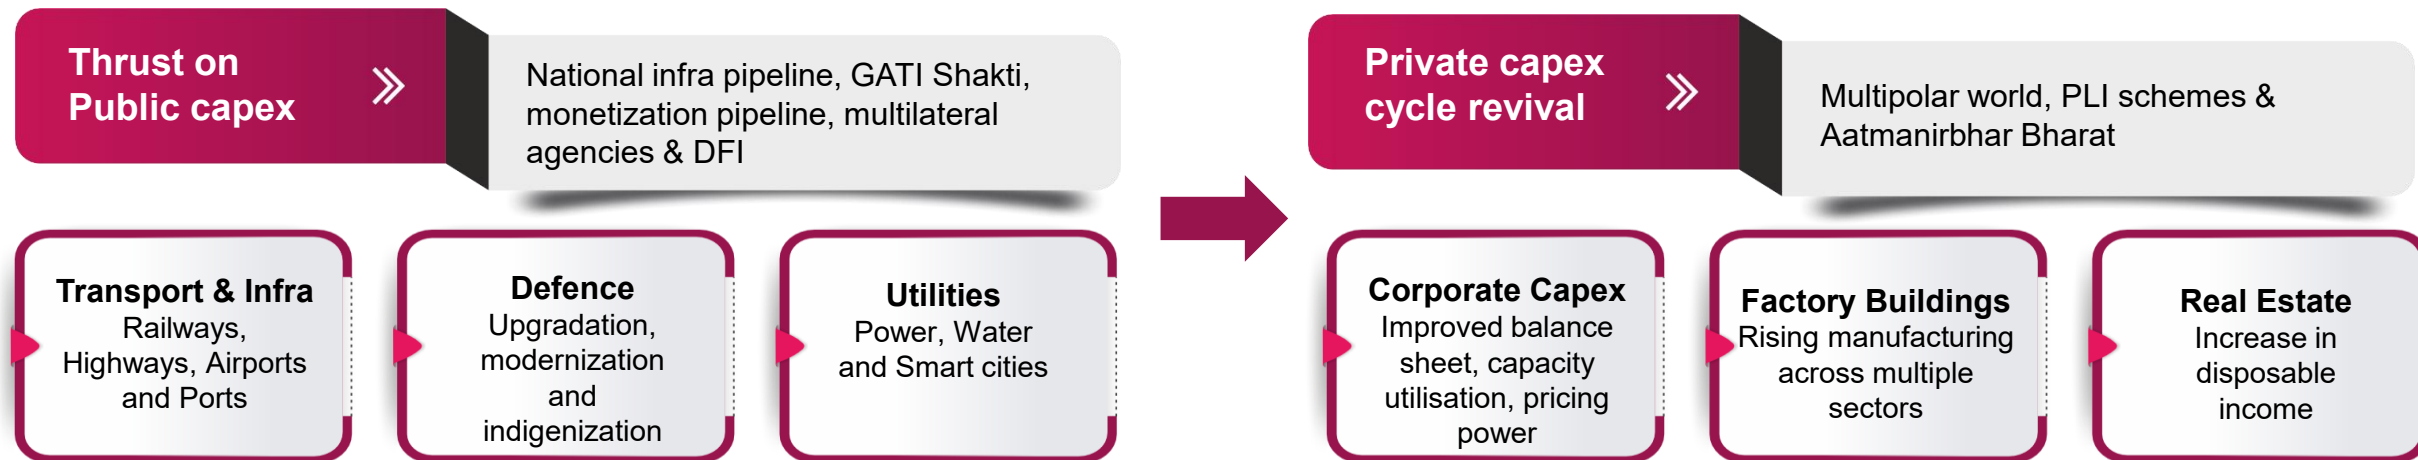 Thrust on
Public capex
National infra pipeline, GATI Shakti,
monetization pipeline, multilateral
agencies & DFI
Transport & Infra
Railways,
Highways, Airports
and Ports
Defence
Upgradation,
modernization
and
indigenization
Utilities
Power, Water
and Smart cities
Private capex
cycle revival
Multipolar world, PLI schemes &
Aatmanirbhar Bharat
Corporate Capex
Improved balance
sheet, capacity
utilisation, pricing
power
Factory Buildings
Rising manufacturing
across multiple
sectors
Real Estate
Increase in
disposable
income